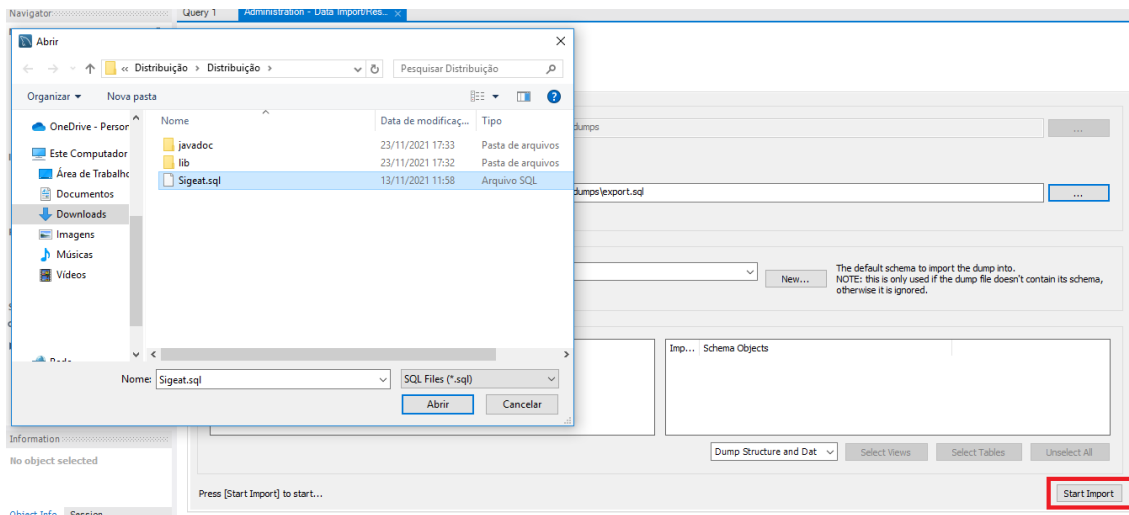 Navigator
Query 1
Administration - Data Import/Res...
Abrir
« Distribuição › Distribuição ›
Pesquisar Distribuição
Organizar
Nova pasta
Nome
Data de modificaç...
Tipo
OneDrive - Person
Este Computador
Área de Trabalho
Documentos
Downloads
Imagens
Músicas
Vídeos
javadoc
23/11/2021 17:33
Pasta de arquivos
lib
23/11/2021 17:32
Pasta de arquivos
Sigeat.sql
13/11/2021 11:58
Arquivo SQL
Nome:
Sigeat.sql
SQL Files (*.sql)
Abrir
Cancelar
dumps
...
dumps\export.sql
...
New...
The default schema to import the dump into.
NOTE: this is only used if the dump file doesn't contain its schema,
otherwise it is ignored.
Imp...
Schema Objects
Dump Structure and Dat
Select Views
Select Tables
Unselect All
Information
No object selected
Press [Start Import] to start...
Start Import
Object Info
Session